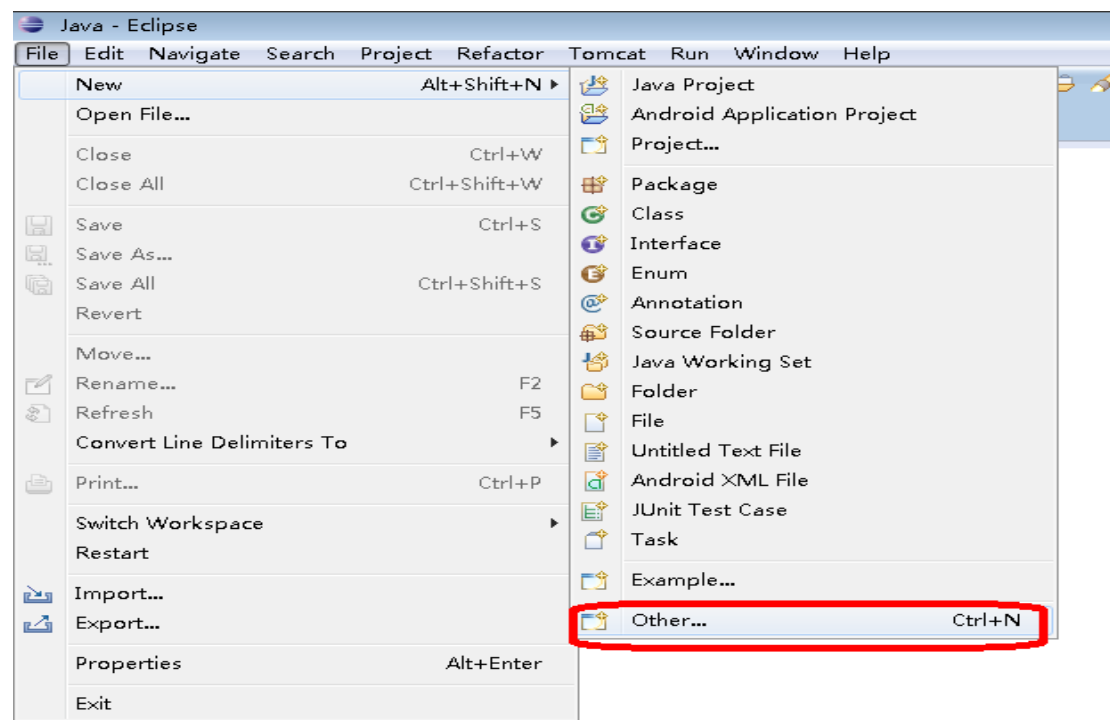 Java - Eclipse
File Edit Navigate Search Project Refactor Tomcat Run Window Help
New Alt+Shift+N
Open File...
Close Ctrl+W
Close All Ctrl+Shift+W
Save Ctrl+S
Save As...
Save All Ctrl+Shift+S
Revert
Move...
Rename... F2
Refresh F5
Convert Line Delimiters To
Print... Ctrl+P
Switch Workspace
Restart
Import...
Export...
Properties Alt+Enter
Exit
Java Project
Android Application Project
Project...
Package
Class
Interface
Enum
Annotation
Source Folder
Java Working Set
Folder
File
Untitled Text File
Android XML File
JUnit Test Case
Task
Example...
Other... Ctrl+N